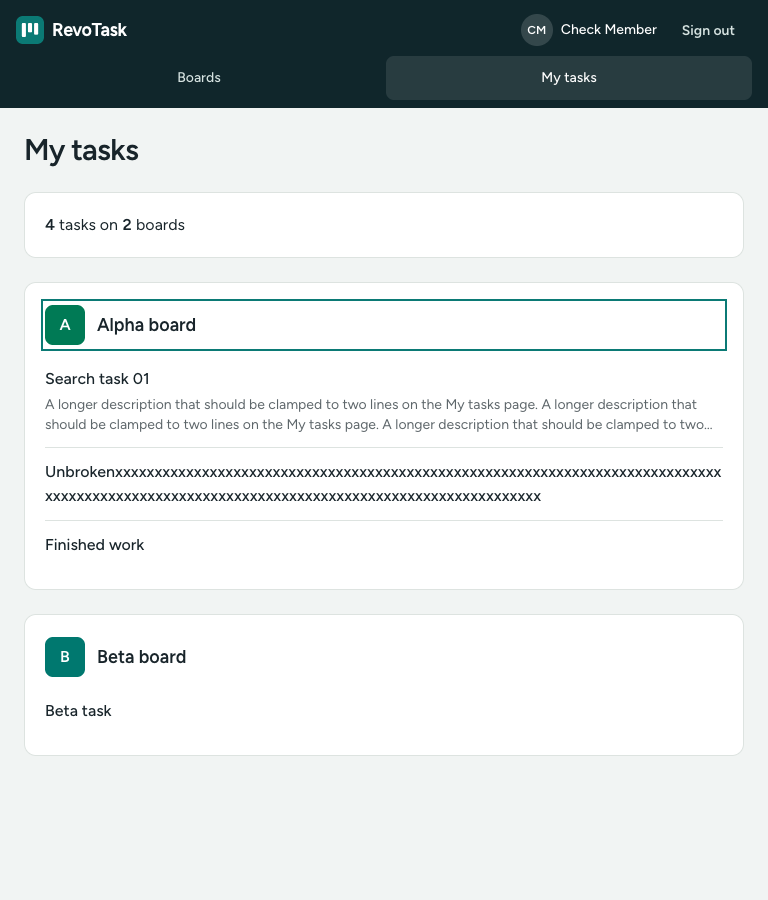 RevoTask
CM
Check Member
Sign out
Boards
My tasks
My tasks
4 tasks on 2 boards
A
Alpha board
Search task 01
A longer description that should be clamped to two lines on the My tasks page. A longer description that
should be clamped to two lines on the My tasks page. A longer description that should be clamped to two…
Unbrokenxxxxxxxxxxxxxxxxxxxxxxxxxxxxxxxxxxxxxxxxxxxxxxxxxxxxxxxxxxxxxxxxxxxxxxxxxxxxx
xxxxxxxxxxxxxxxxxxxxxxxxxxxxxxxxxxxxxxxxxxxxxxxxxxxxxxxxxxxxxxx
Finished work
B
Beta board
Beta task